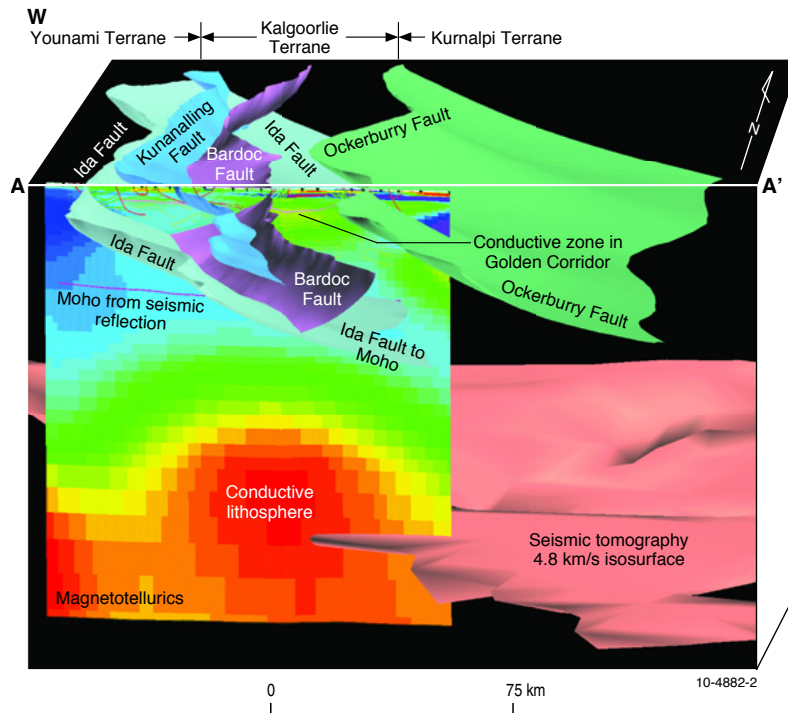 W
Younami Terrane
Kalgoorlie
Terrane
Kurnalpi Terrane
Ida Fault
Kunanalling
Fault
Bardoc
Fault
Ida Fault
Ockerburry Fault
N
A
A'
Ida Fault
Conductive zone in
Golden Corridor
Bardoc
Fault
Ockerburry Fault
Moho from seismic
reflection
Ida Fault to
Moho
Conductive
lithosphere
Seismic tomography
4.8 km/s isosurface
Magnetotellurics
10-4882-2
0
75 km